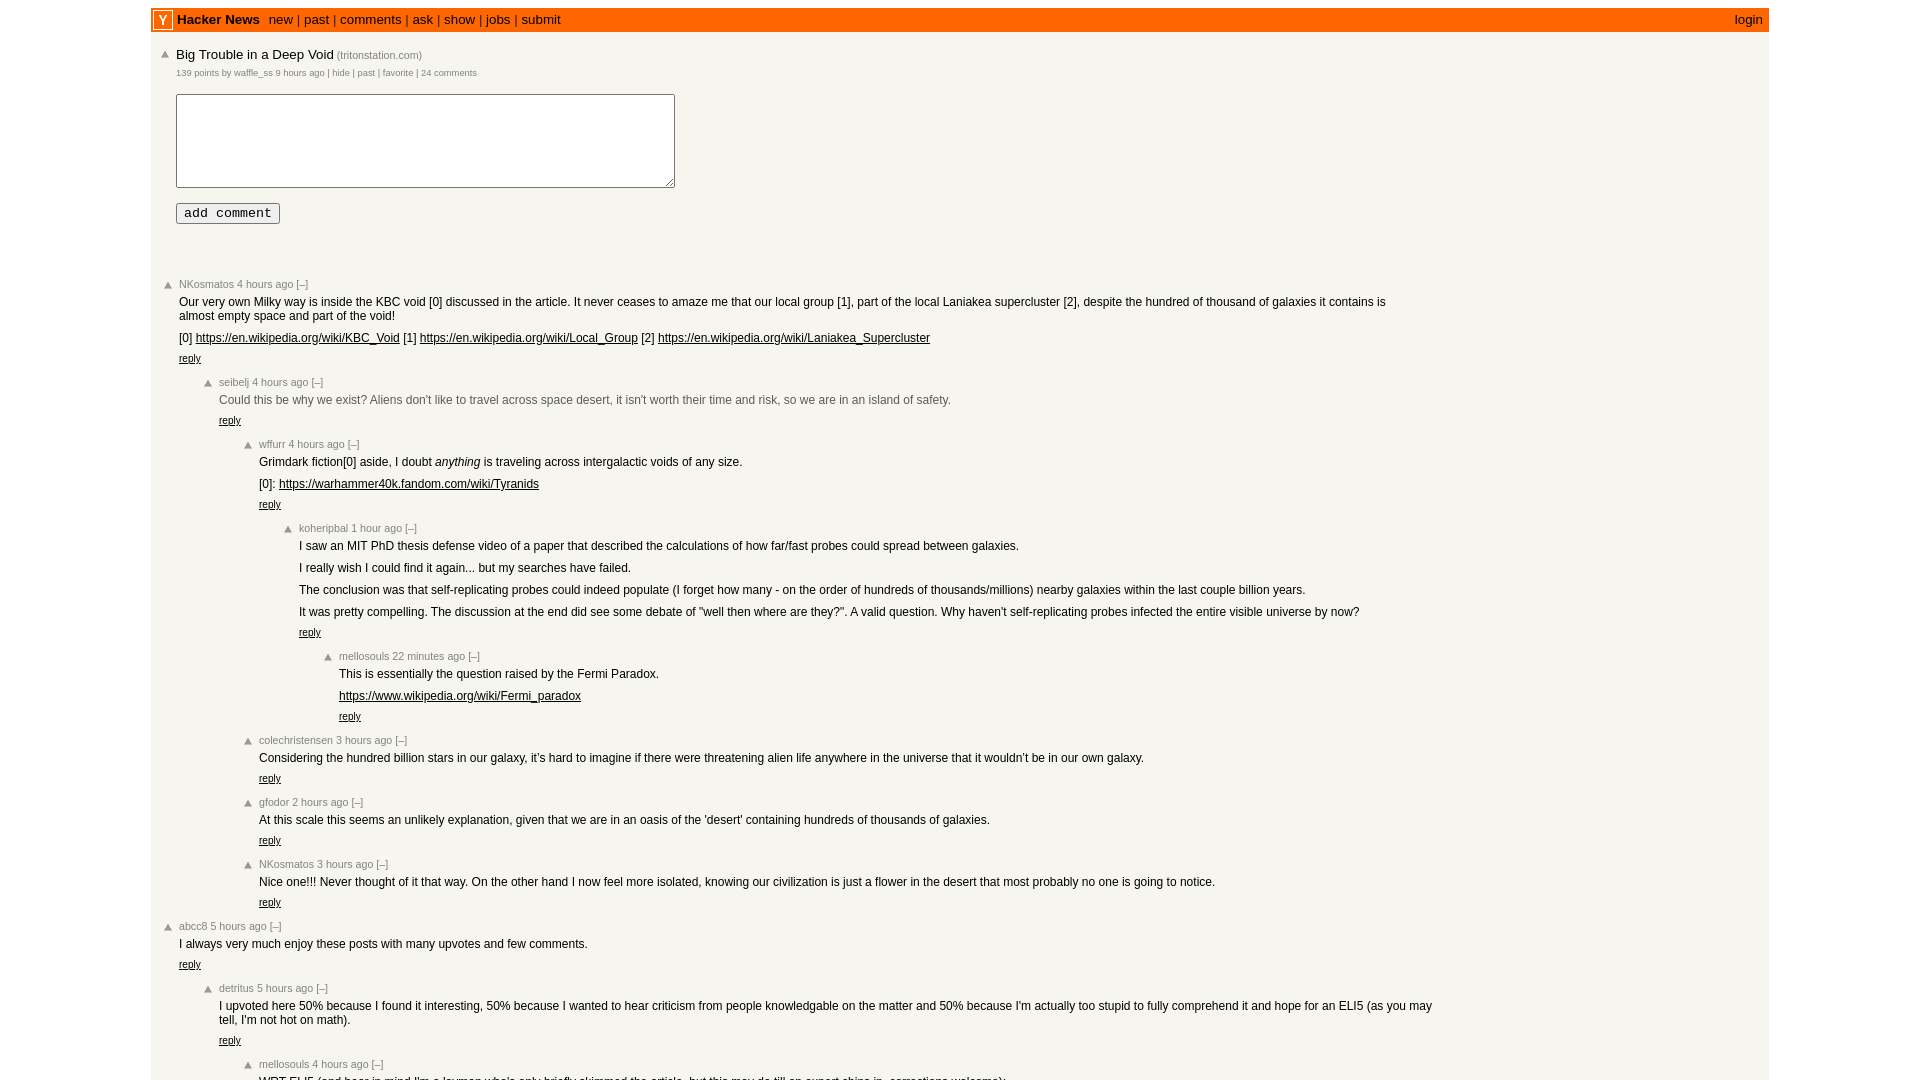 Y Hacker News new | past | comments | ask | show | jobs | submit login
Big Trouble in a Deep Void (tritonstation.com)
139 points by waffle_ss 9 hours ago | hide | past | favorite | 24 comments
add comment
NKosmatos 4 hours ago [–]
Our very own Milky way is inside the KBC void [0] discussed in the article. It never ceases to amaze me that our local group [1], part of the local Laniakea supercluster [2], despite the hundred of thousand of galaxies it contains is
almost empty space and part of the void!
[0] https://en.wikipedia.org/wiki/KBC_Void [1] https://en.wikipedia.org/wiki/Local_Group [2] https://en.wikipedia.org/wiki/Laniakea_Supercluster
reply
seibelj 4 hours ago [–]
Could this be why we exist? Aliens don't like to travel across space desert, it isn't worth their time and risk, so we are in an island of safety.
reply
wffurr 4 hours ago [–]
Grimdark fiction[0] aside, I doubt anything is traveling across intergalactic voids of any size.
[0]: https://warhammer40k.fandom.com/wiki/Tyranids
reply
koheripbal 1 hour ago [–]
I saw an MIT PhD thesis defense video of a paper that described the calculations of how far/fast probes could spread between galaxies.
I really wish I could find it again... but my searches have failed.
The conclusion was that self-replicating probes could indeed populate (I forget how many - on the order of hundreds of thousands/millions) nearby galaxies within the last couple billion years.
It was pretty compelling. The discussion at the end did see some debate of "well then where are they?". A valid question. Why haven't self-replicating probes infected the entire visible universe by now?
reply
mellosouls 22 minutes ago [–]
This is essentially the question raised by the Fermi Paradox.
https://www.wikipedia.org/wiki/Fermi_paradox
reply
colechristensen 3 hours ago [–]
Considering the hundred billion stars in our galaxy, it’s hard to imagine if there were threatening alien life anywhere in the universe that it wouldn’t be in our own galaxy.
reply
gfodor 2 hours ago [–]
At this scale this seems an unlikely explanation, given that we are in an oasis of the 'desert' containing hundreds of thousands of galaxies.
reply
NKosmatos 3 hours ago [–]
Nice one!!! Never thought of it that way. On the other hand I now feel more isolated, knowing our civilization is just a flower in the desert that most probably no one is going to notice.
reply
abcc8 5 hours ago [–]
I always very much enjoy these posts with many upvotes and few comments.
reply
detritus 5 hours ago [–]
I upvoted here 50% because I found it interesting, 50% because I wanted to hear criticism from people knowledgable on the matter and 50% because I'm actually too stupid to fully comprehend it and hope for an ELI5 (as you may
tell, I'm not hot on math).
reply
mellosouls 4 hours ago [–]
WRT ELI5 (and bear in mind I'm a layman who's only briefly skimmed the article, but this may do till an expert chips in, corrections welcome):